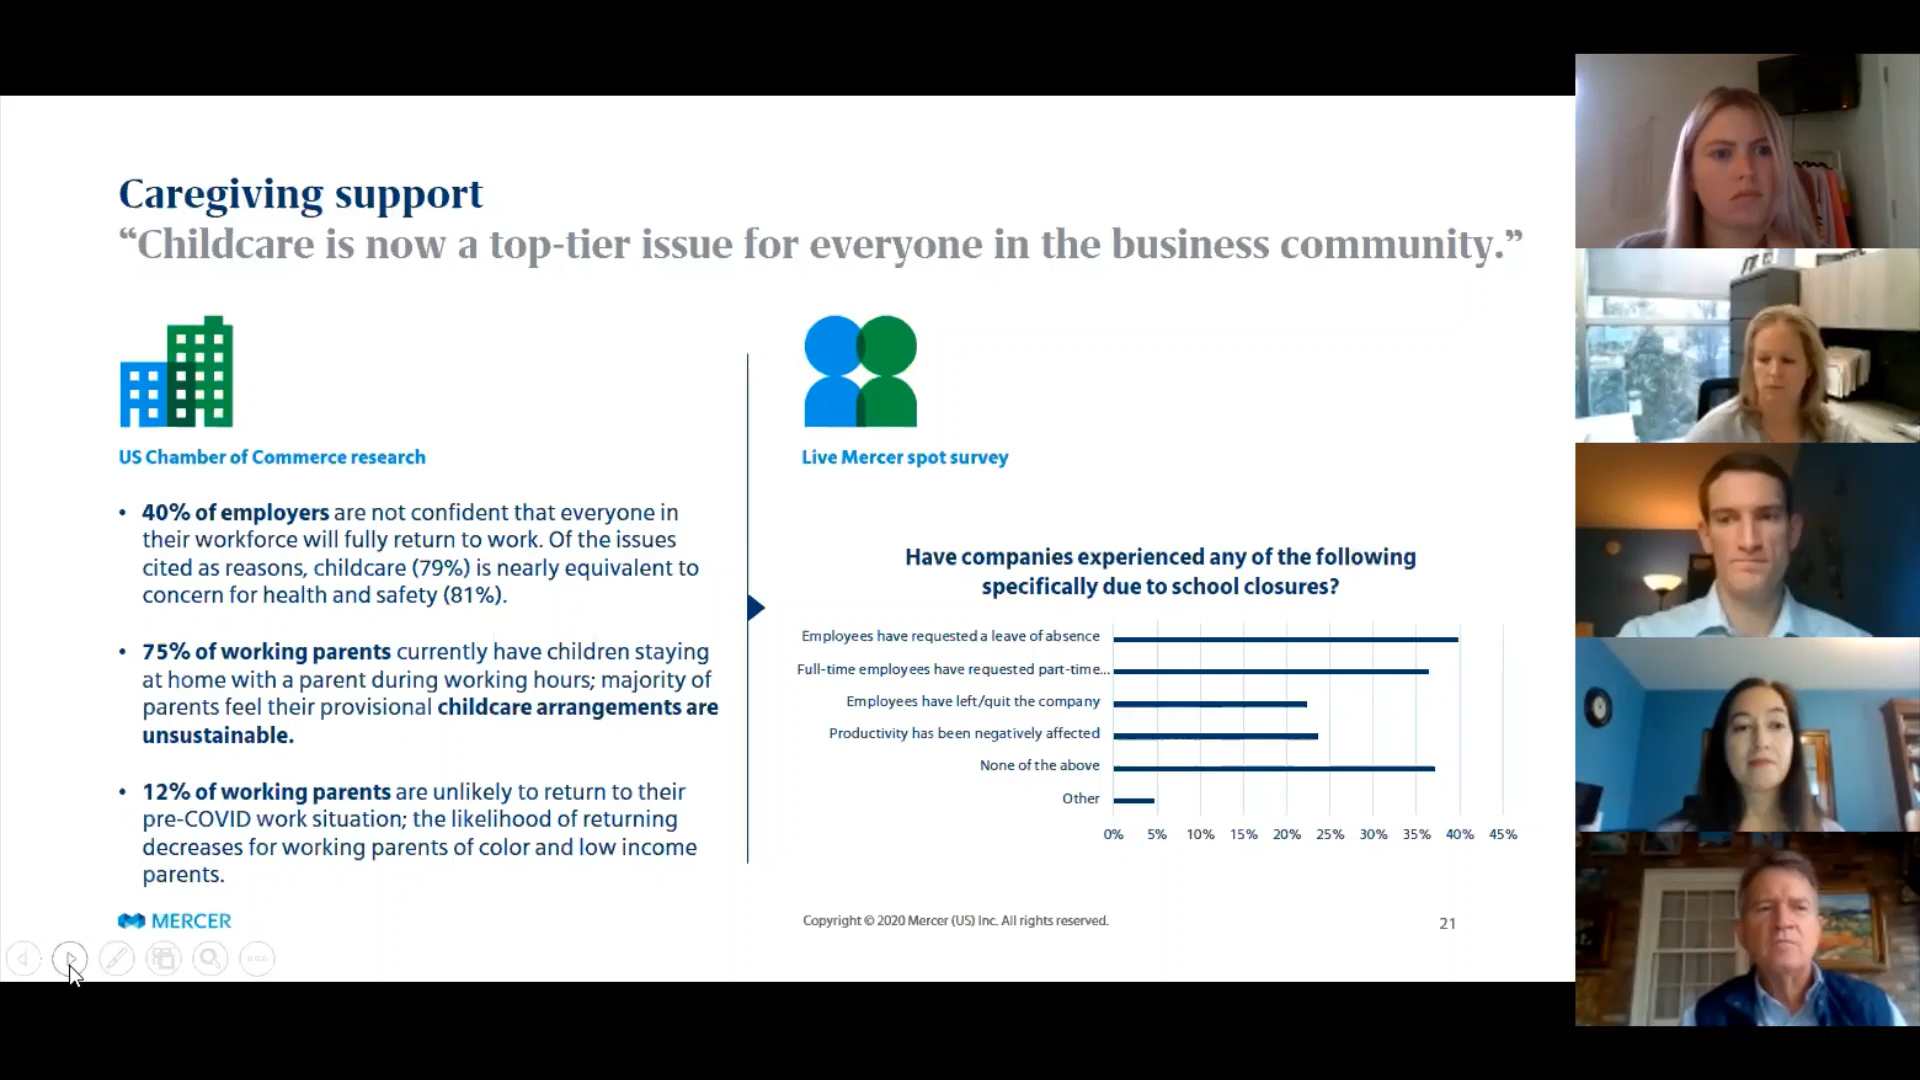 Caregiving support
“Childcare is now a top-tier issue for everyone in the business community.”
US Chamber of Commerce research
• 40% of employers are not confident that everyone in
their workforce will fully return to work. Of the issues
cited as reasons, childcare (79%) is nearly equivalent to
concern for health and safety (81%).
• 75% of working parents currently have children staying
at home with a parent during working hours; majority of
parents feel their provisional childcare arrangements are
unsustainable.
• 12% of working parents are unlikely to return to their
pre-COVID work situation; the likelihood of returning
decreases for working parents of color and low income
parents.
Live Mercer spot survey
Have companies experienced any of the following
specifically due to school closures?
Employees have requested a leave of absence
Full-time employees have requested part-time...
Employees have left/quit the company
Productivity has been negatively affected
None of the above
Other
0% 5% 10% 15% 20% 25% 30% 35% 40% 45%
MERCER
Copyright © 2020 Mercer (US) Inc. All rights reserved.
21